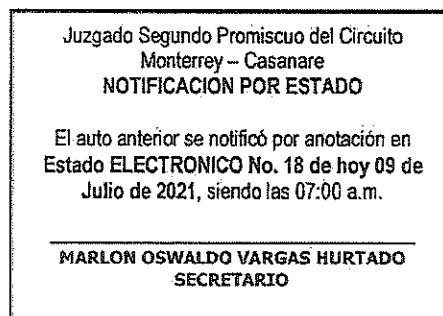 Juzgado Segundo Promiscuo del Circuito
Monterrey – Casanare
NOTIFICACION POR ESTADO
El auto anterior se notificó por anotación en
Estado ELECTRONICO No. 18 de hoy 09 de
Julio de 2021, siendo las 07:00 a.m.
MARLON OSWALDO VARGAS HURTADO
SECRETARIO